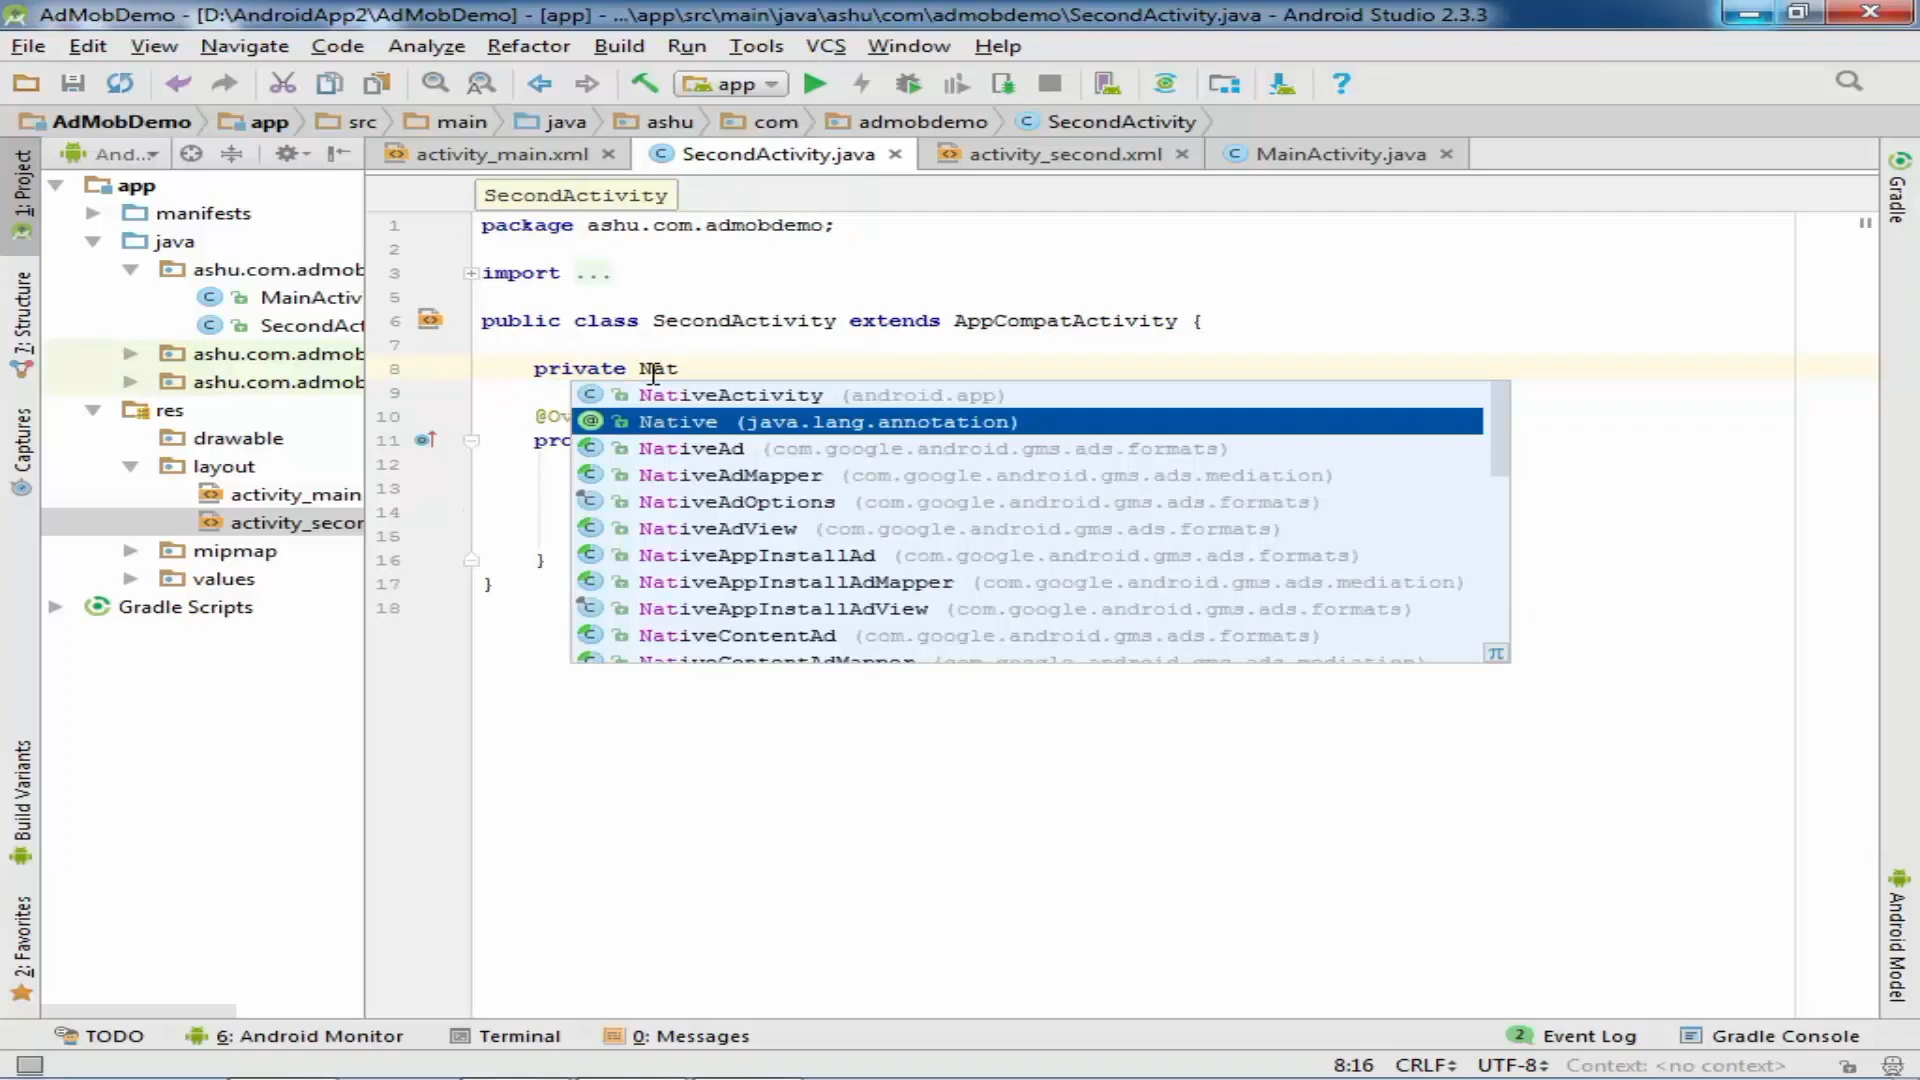 AdMobDemo - [D:\AndroidApp2\AdMobDemo] - [app] - ...\app\src\main\java\ashu\com\admobdemo\SecondActivity.java - Android Studio 2.3.3
File Edit View Navigate Code Analyze Refactor Build Run Tools VCS Window Help
app
AdMobDemo app src main java ashu com admobdemo SecondActivity
And... activity_main.xml SecondActivity.java activity_second.xml MainActivity.java
1: Project
7: Structure
Captures
Build Variants
2: Favorites
app
manifests
java
ashu.com.admob
MainActiv
SecondAct
ashu.com.admob
ashu.com.admob
res
drawable
layout
activity_main
activity_secon
mipmap
values
Gradle Scripts
SecondActivity
1 package ashu.com.admobdemo;
2
3 import ...
5
6 public class SecondActivity extends AppCompatActivity {
7
8 private Nat
9 NativeActivity (android.app)
10 @Ov Native (java.lang.annotation)
11 pro NativeAd (com.google.android.gms.ads.formats)
12 NativeAdMapper (com.google.android.gms.ads.mediation)
13 NativeAdOptions (com.google.android.gms.ads.formats)
14 NativeAdView (com.google.android.gms.ads.formats)
15 NativeAppInstallAd (com.google.android.gms.ads.formats)
16 } NativeAppInstallAdMapper (com.google.android.gms.ads.mediation)
17 } NativeAppInstallAdView (com.google.android.gms.ads.formats)
18 NativeContentAd (com.google.android.gms.ads.formats)
NativeContentAdMapper (com.google.android.gms.ads.mediation)
π
Gradle
Android Model
TODO 6: Android Monitor Terminal 0: Messages 2 Event Log Gradle Console
8:16 CRLF UTF-8 Context: <no context>